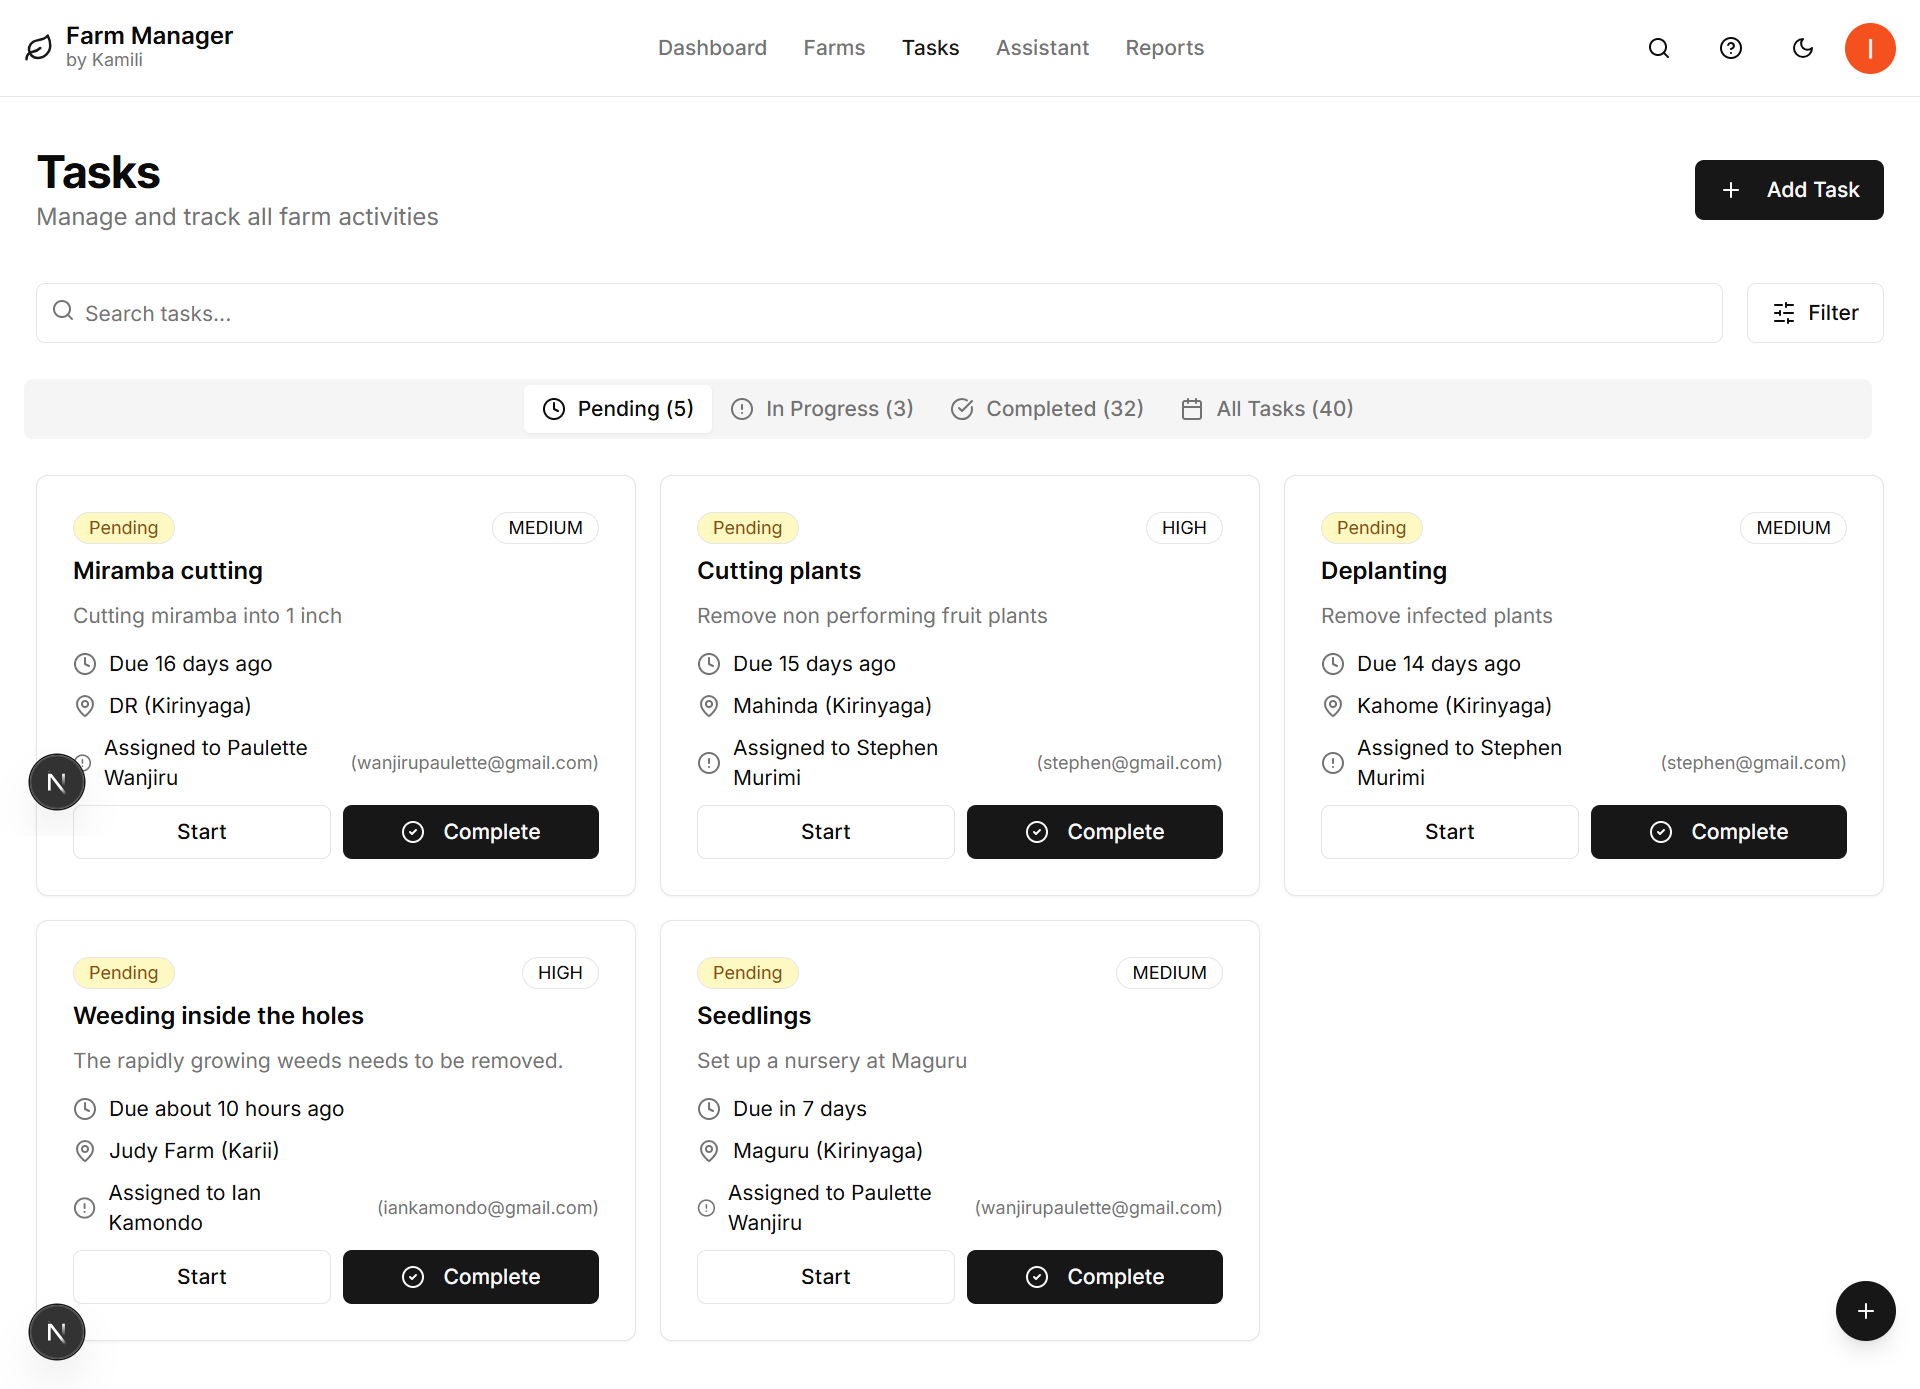 Farm Manager
by Kamili
Dashboard Farms Tasks Assistant Reports
I
Tasks
Manage and track all farm activities
Add Task
Search tasks...
Filter
Pending (5) In Progress (3) Completed (32) All Tasks (40)
Pending MEDIUM
Miramba cutting
Cutting miramba into 1 inch
Due 16 days ago
DR (Kirinyaga)
Assigned to Paulette
Wanjiru
(wanjirupaulette@gmail.com)
Start Complete
Pending HIGH
Cutting plants
Remove non performing fruit plants
Due 15 days ago
Mahinda (Kirinyaga)
Assigned to Stephen
Murimi
(stephen@gmail.com)
Start Complete
Pending MEDIUM
Deplanting
Remove infected plants
Due 14 days ago
Kahome (Kirinyaga)
Assigned to Stephen
Murimi
(stephen@gmail.com)
Start Complete
N
Pending HIGH
Weeding inside the holes
The rapidly growing weeds needs to be removed.
Due about 10 hours ago
Judy Farm (Karii)
Assigned to Ian
Kamondo
(iankamondo@gmail.com)
Start Complete
Pending MEDIUM
Seedlings
Set up a nursery at Maguru
Due in 7 days
Maguru (Kirinyaga)
Assigned to Paulette
Wanjiru
(wanjirupaulette@gmail.com)
Start Complete
N